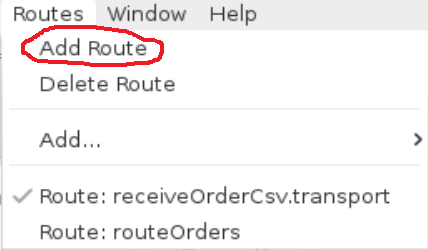 Routes Window Help
Add Route
Delete Route
Add...
Route: receiveOrderCsv.transport
Route: routeOrders